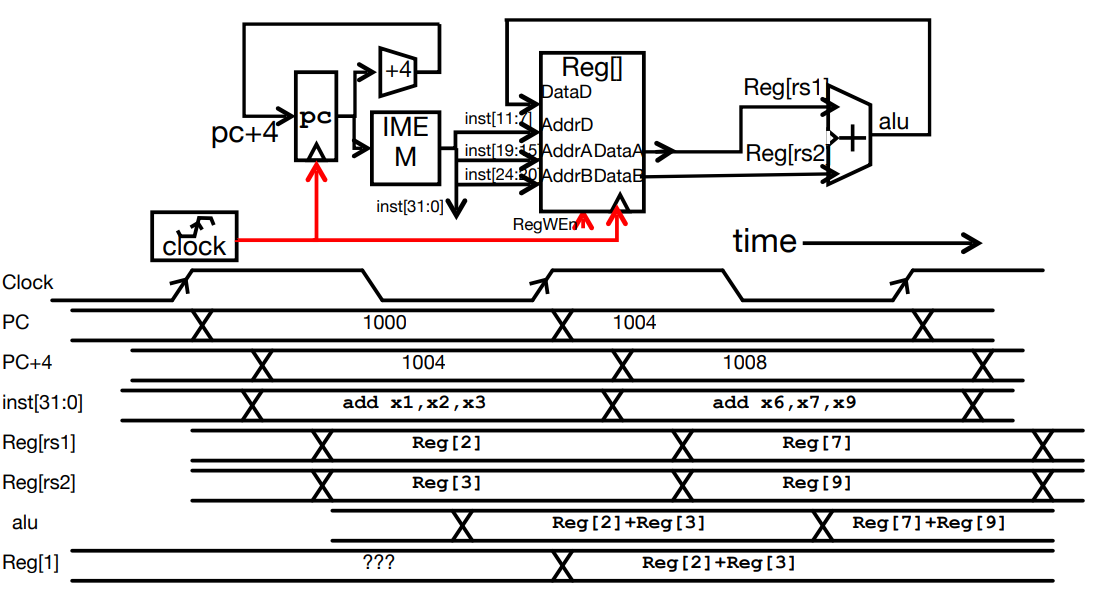 +4
Reg[]
pc
pc+4
IME
M
DataD
AddrD
AddrA DataA
AddrB DataB
inst[11:7]
inst[19:15]
inst[24:20]
inst[31:0]
RegWEn
Reg[rs1]
Reg[rs2]
+
alu
clock
time
Clock
PC 1000 1004
PC+4 1004 1008
inst[31:0] add x1,x2,x3 add x6,x7,x9
Reg[rs1] Reg[2] Reg[7]
Reg[rs2] Reg[3] Reg[9]
alu Reg[2]+Reg[3] Reg[7]+Reg[9]
Reg[1] ??? Reg[2]+Reg[3]